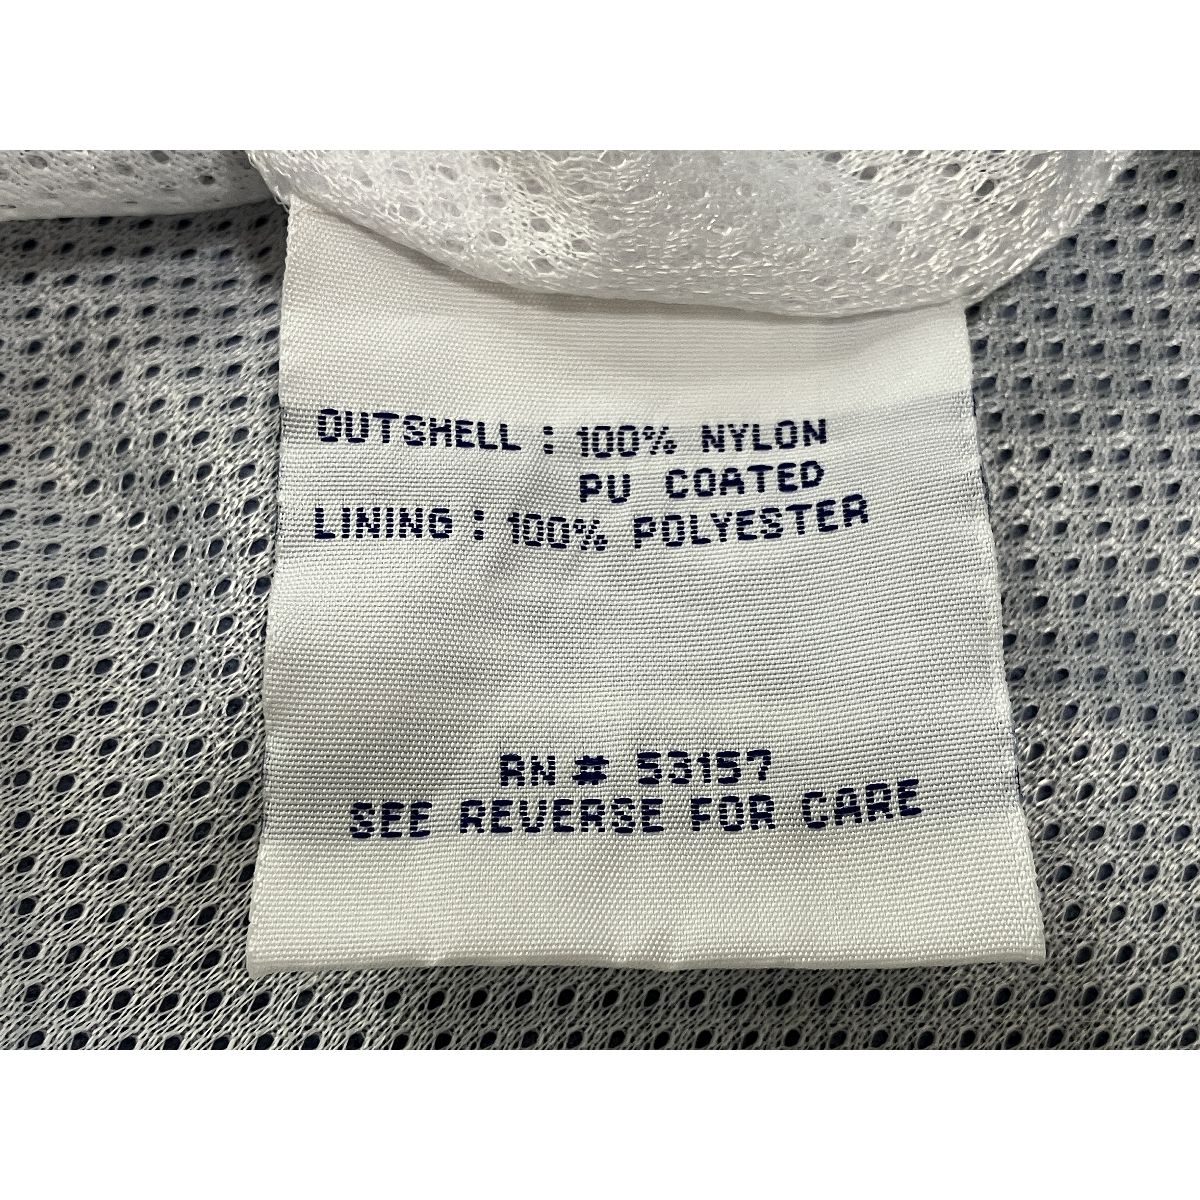 OUTSHELL : 100% NYLON
PU COATED
LINING : 100% POLYESTER
RN # 53157
SEE REVERSE FOR CARE